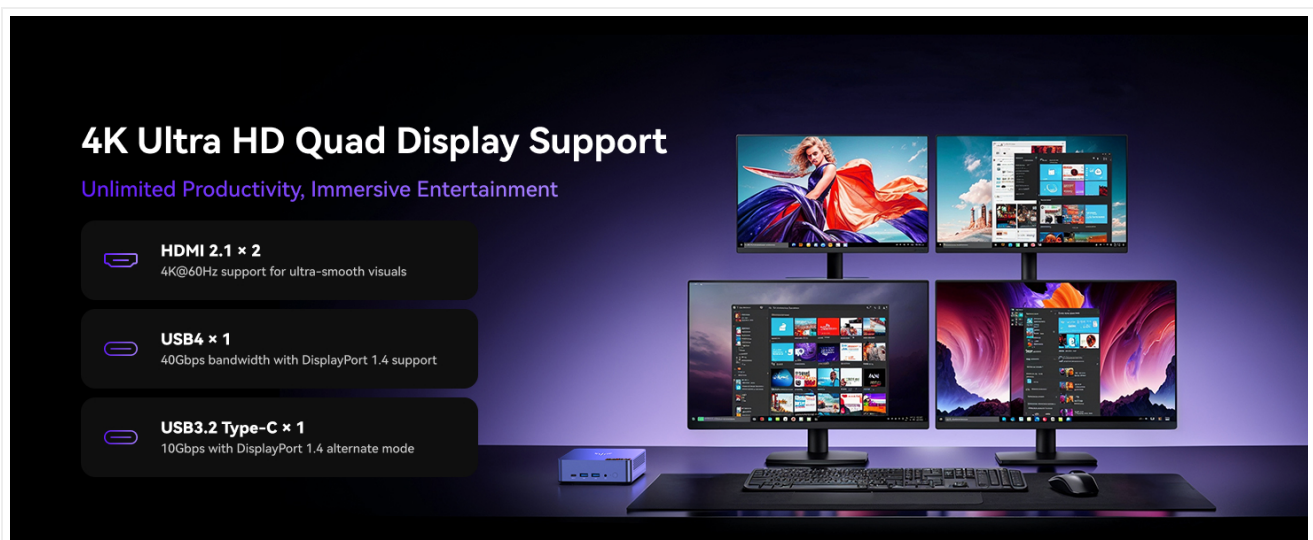 4K Ultra HD Quad Display Support
Unlimited Productivity, Immersive Entertainment
HDMI 2.1 × 2
4K@60Hz support for ultra-smooth visuals
USB4 × 1
40Gbps bandwidth with DisplayPort 1.4 support
USB3.2 Type-C × 1
10Gbps with DisplayPort 1.4 alternate mode